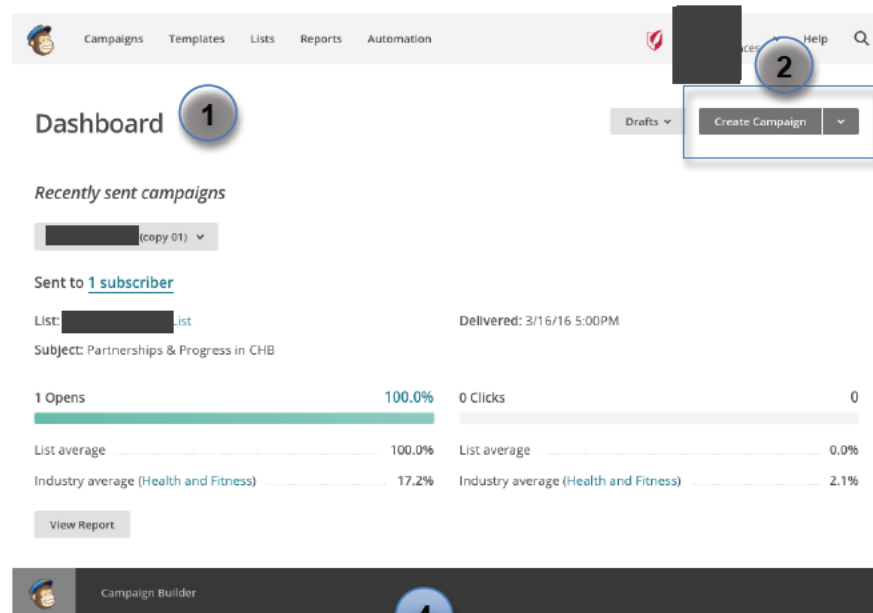 Campaigns Templates Lists Reports Automation Help
2
Dashboard 1 Drafts Create Campaign
Recently sent campaigns
(copy 01)
Sent to 1 subscriber
List: List Delivered: 3/16/16 5:00PM
Subject: Partnerships & Progress in CHB
1 Opens 100.0% 0 Clicks 0
List average 100.0% List average 0.0%
Industry average (Health and Fitness) 17.2% Industry average (Health and Fitness) 2.1%
View Report
Campaign Builder